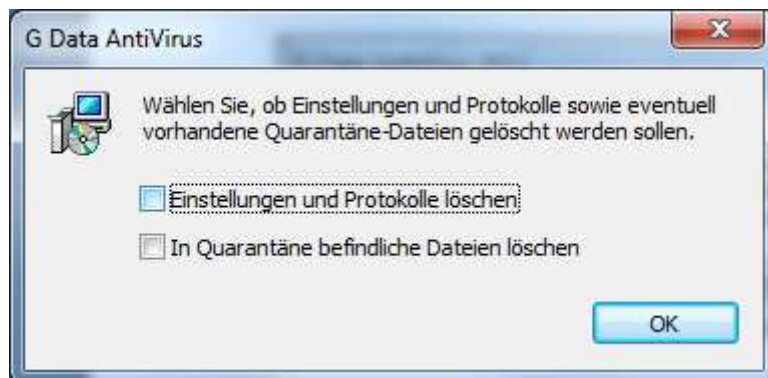 G Data AntiVirus
Wählen Sie, ob Einstellungen und Protokolle sowie eventuell
vorhandene Quarantäne-Dateien gelöscht werden sollen.
Einstellungen und Protokolle löschen
In Quarantäne befindliche Dateien löschen
OK